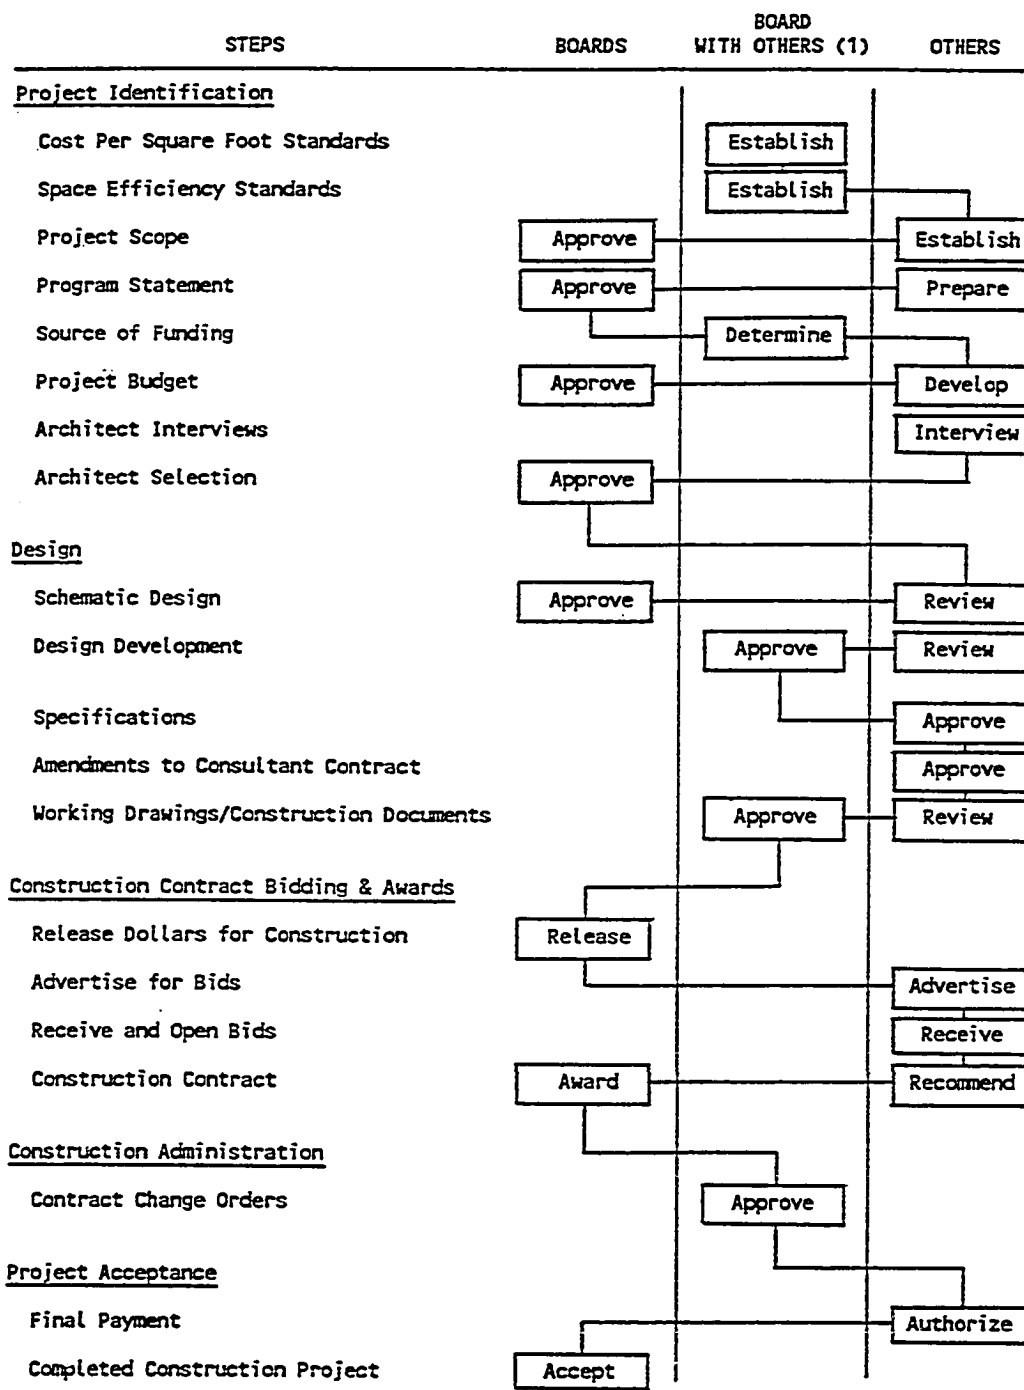 BOARD
STEPS BOARDS WITH OTHERS (1) OTHERS
Project Identification
Cost Per Square Foot Standards Establish
Space Efficiency Standards Establish
Project Scope Approve Establish
Program Statement Approve Prepare
Source of Funding Determine
Project Budget Approve Develop
Architect Interviews Interview
Architect Selection Approve
Design
Schematic Design Approve Review
Design Development Approve Review
Specifications Approve
Amendments to Consultant Contract Approve
Working Drawings/Construction Documents Approve Review
Construction Contract Bidding & Awards
Release Dollars for Construction Release
Advertise for Bids Advertise
Receive and Open Bids Receive
Construction Contract Award Recommend
Construction Administration
Contract Change Orders Approve
Project Acceptance
Final Payment Authorize
Completed Construction Project Accept